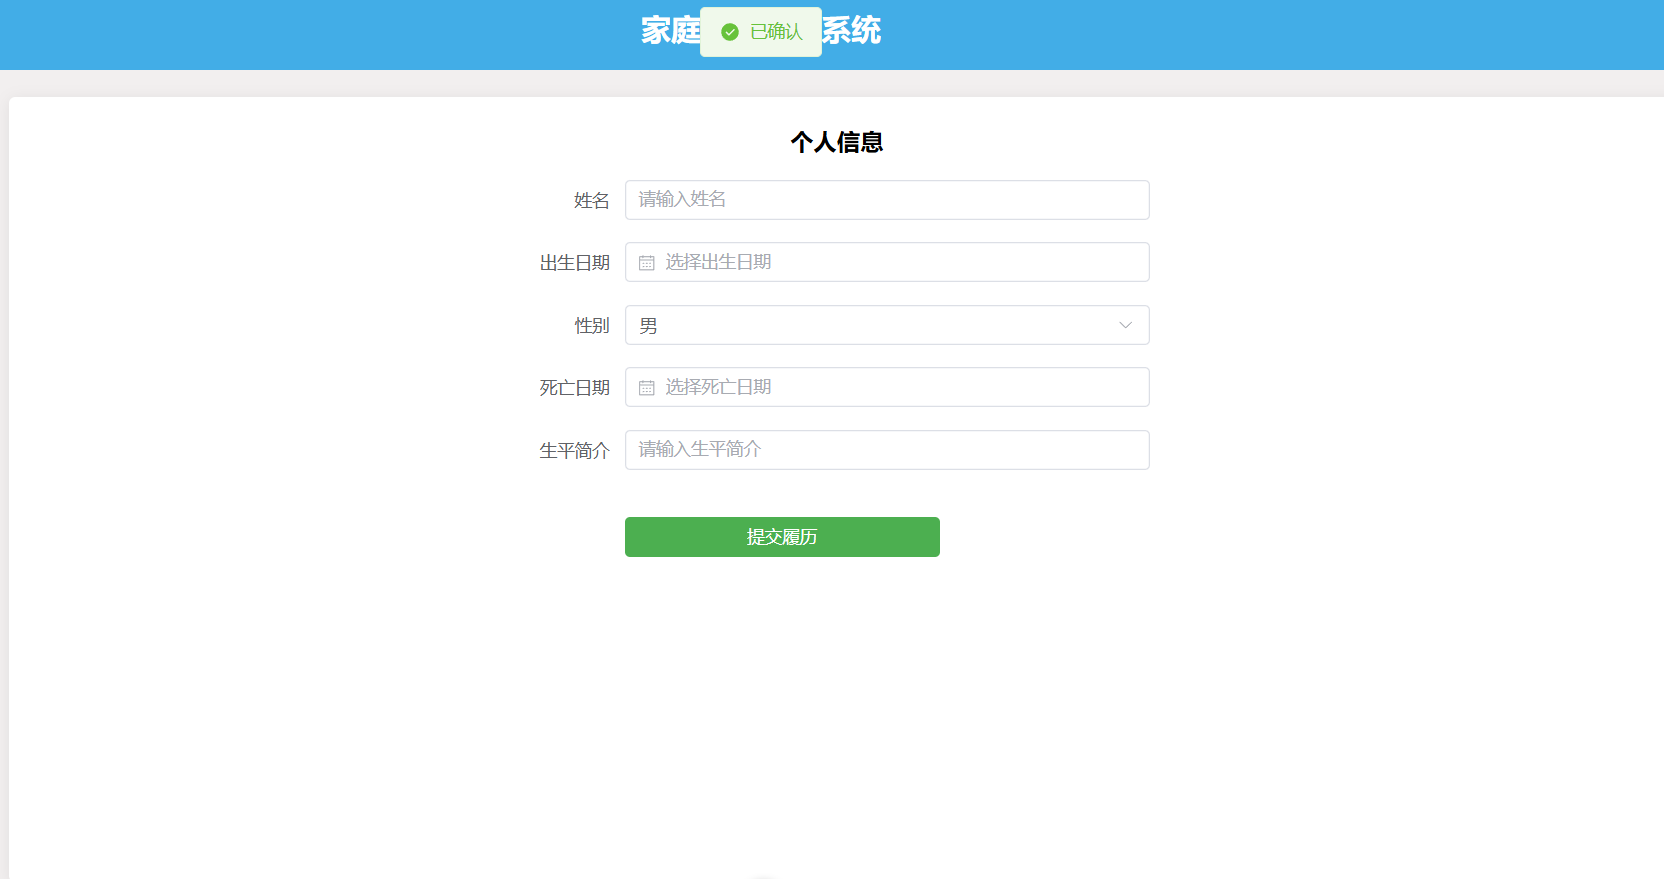 家庭 已确认 系统
个人信息
姓名 请输入姓名
出生日期 选择出生日期
性别 男
死亡日期 选择死亡日期
生平简介 请输入生平简介
提交履历